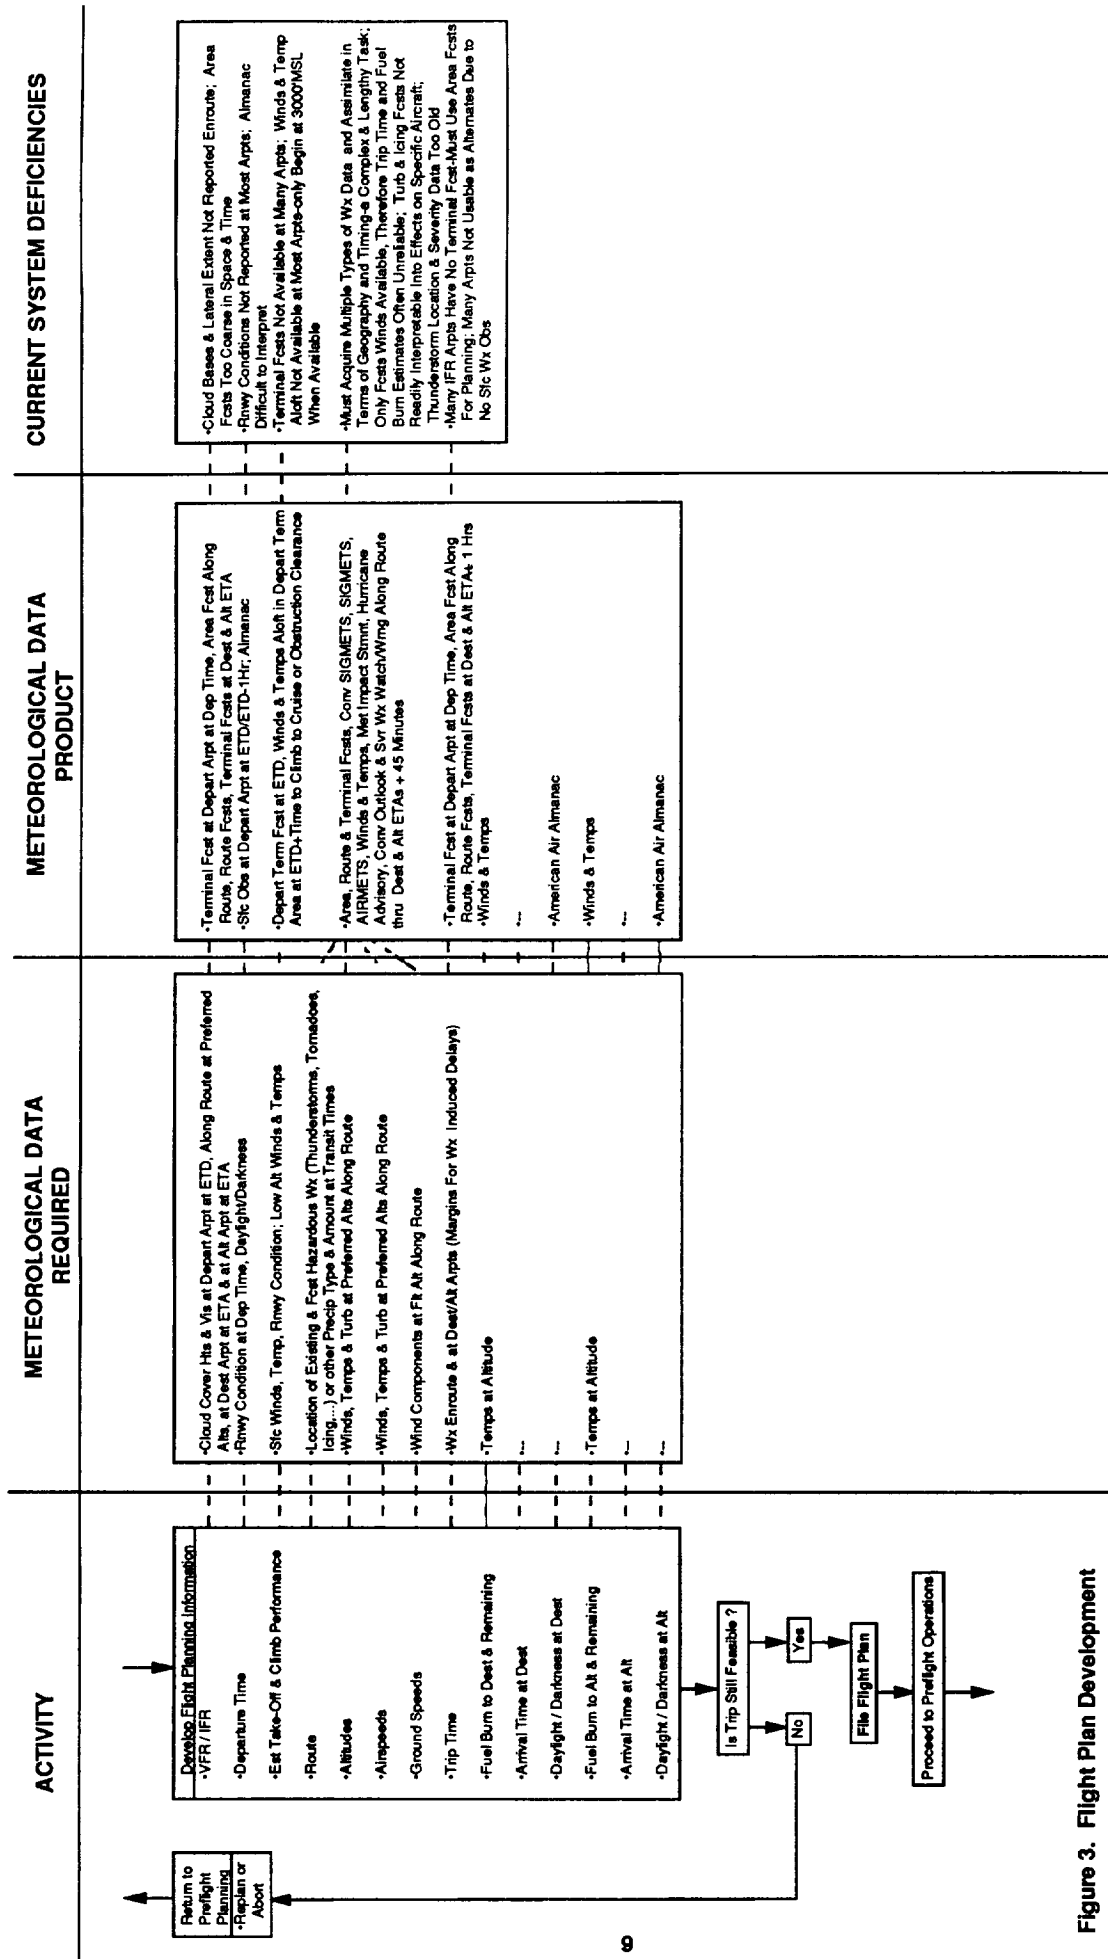 ACTIVITY
METEOROLOGICAL DATA
REQUIRED
METEOROLOGICAL DATA
PRODUCT
CURRENT SYSTEM DEFICIENCIES
Return to
Preflight
Planning
•Replan or
Abort
Develop Flight Planning Information
•VFR / IFR
•Departure Time
•Est Take-Off & Climb Performance
•Route
•Altitudes
•Airspeeds
•Ground Speeds
•Trip Time
•Fuel Burn to Dest & Remaining
•Arrival Time at Dest
•Daylight / Darkness at Dest
•Fuel Burn to Alt & Remaining
•Arrival Time at Alt
•Daylight / Darkness at Alt
Is Trip Still Feasible ?
No
Yes
File Flight Plan
Proceed to Preflight Operations
•Cloud Cover Hts & Vis at Depart Arpt at ETD, Along Route at Preferred
Alts, at Dest Arpt at ETA & at Alt Arpt at ETA
•Rnwy Condition at Dep Time, Daylight/Darkness
•Sfc Winds, Temp, Rnwy Condition; Low Alt Winds & Temps
•Location of Existing & Fcst Hazardous Wx (Thunderstorms, Tornadoes,
Icing,...) or other Precip Type & Amount at Transit Times
•Winds, Temps & Turb at Preferred Alts Along Route
•Winds, Temps & Turb at Preferred Alts Along Route
•Wind Components at Flt Alt Along Route
•Wx Enroute & at Dest/Alt Arpts (Margins For Wx Induced Delays)
•Temps at Altitude
•--
•--
•Temps at Altitude
•--
•--
•Terminal Fcst at Depart Arpt at Dep Time, Area Fcst Along
Route, Route Fcsts, Terminal Fcsts at Dest & Alt ETA
•Sfc Obs at Depart Arpt at ETD/ETD-1Hr; Almanac
•Depart Term Fcst at ETD, Winds & Temps Aloft in Depart Term
Area at ETD+Time to Climb to Cruise or Obstruction Clearance
•Area, Route & Terminal Fcsts, Conv SIGMETS, SIGMETS,
AIRMETS, Winds & Temps, Met Impact Stmnt, Hurricane
Advisory, Conv Outlook & Svr Wx Watch/Wrng Along Route
thru Dest & Alt ETAs + 45 Minutes
•Terminal Fcst at Depart Arpt at Dep Time, Area Fcst Along
Route, Route Fcsts, Terminal Fcsts at Dest & Alt ETA± 1 Hrs
•Winds & Temps
•--
•American Air Almanac
•Winds & Temps
•--
•American Air Almanac
•Cloud Bases & Lateral Extent Not Reported Enroute; Area
Fcsts Too Coarse in Space & Time
•Rnwy Conditions Not Reported at Most Arpts; Almanac
Difficult to Interpret
•Terminal Fcsts Not Available at Many Arpts; Winds & Temp
Aloft Not Available at Most Arpts-only Begin at 3000'MSL
When Available
•Must Acquire Multiple Types of Wx Data and Assimilate in
Terms of Geography and Timing-a Complex & Lengthy Task;
Only Fcsts Winds Available, Therefore Trip Time and Fuel
Burn Estimates Often Unreliable; Turb & Icing Fcsts Not
Readily Interpretable Into Effects on Specific Aircraft;
Thunderstorm Location & Severity Data Too Old
•Many IFR Arpts Have No Terminal Fcst-Must Use Area Fcsts
For Planning; Many Arpts Not Usable as Alternates Due to
No Sfc Wx Obs
Figure 3. Flight Plan Development
9